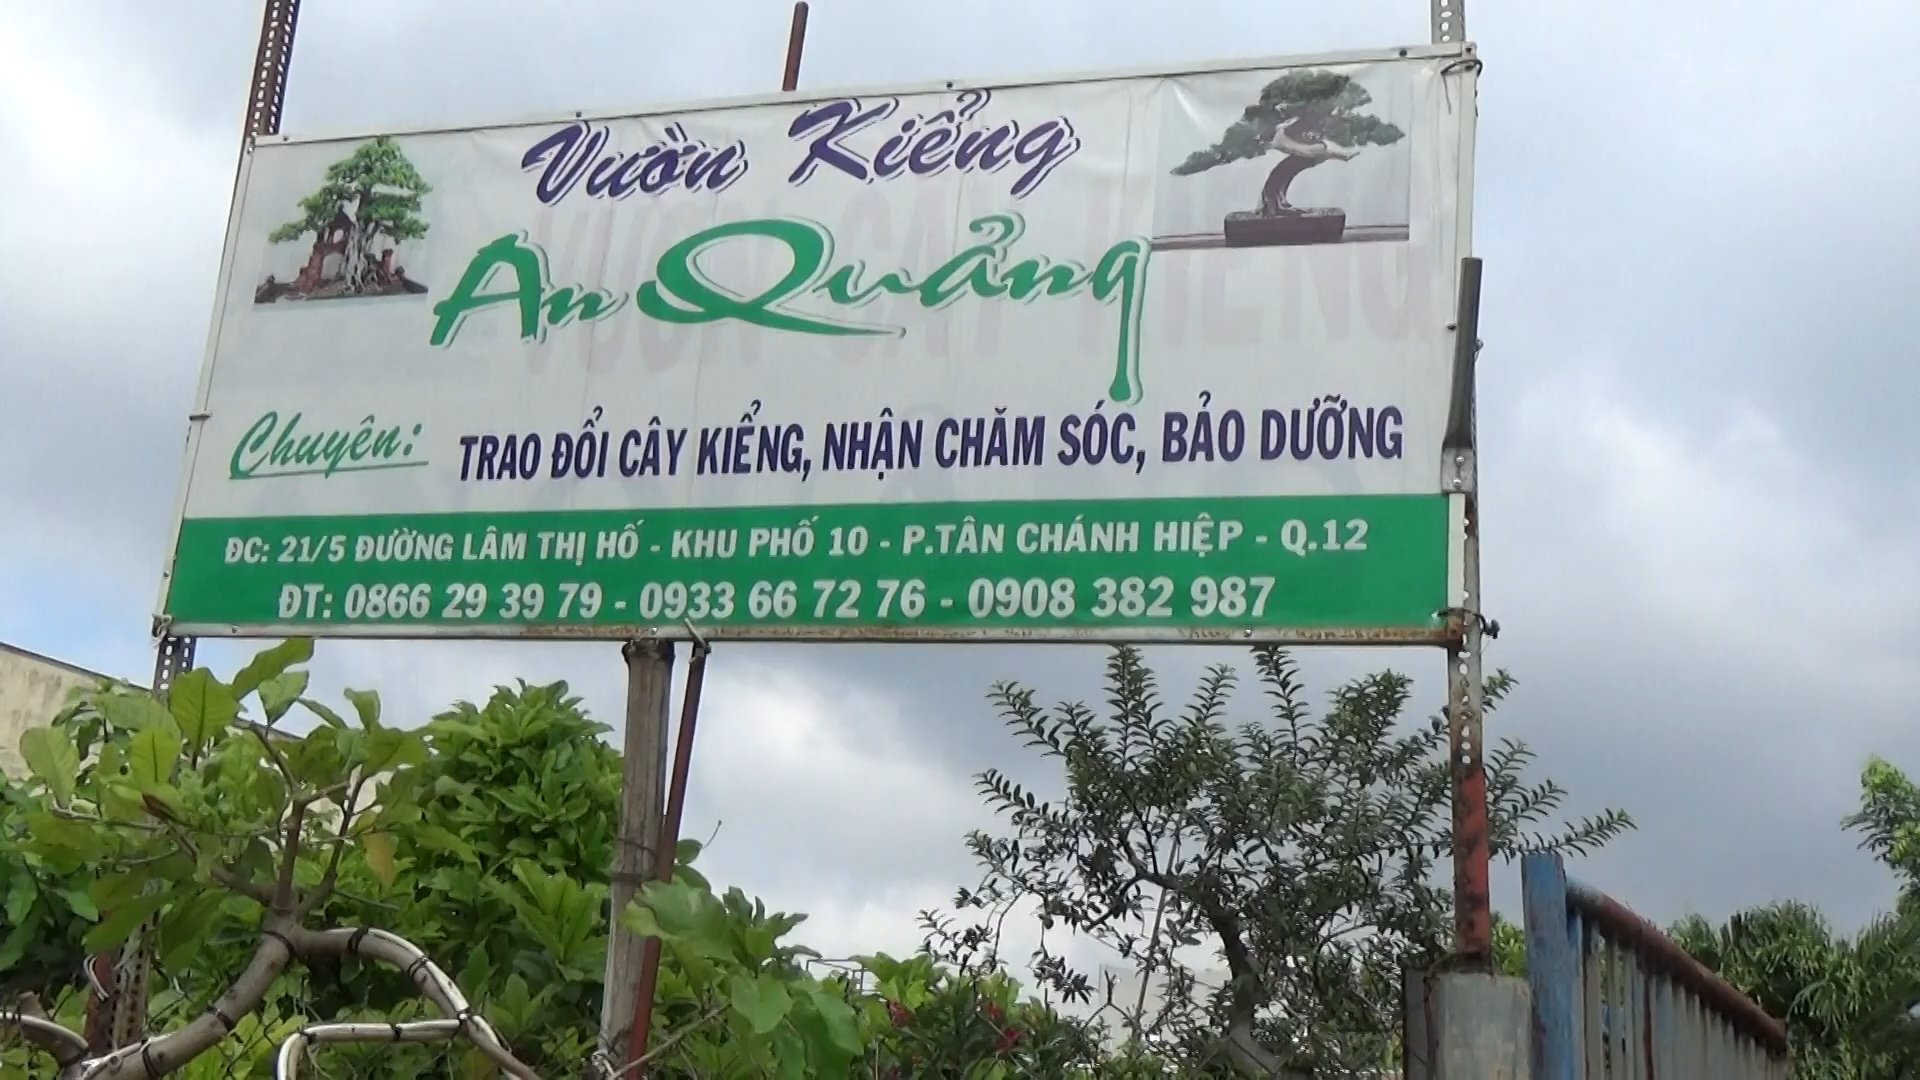 Vườn Kiểng
An Quảng
Chuyên: TRAO ĐỔI CÂY KIỂNG, NHẬN CHĂM SÓC, BẢO DƯỠNG
ĐC: 21/5 ĐƯỜNG LÂM THỊ HỐ - KHU PHỐ 10 - P.TÂN CHÁNH HIỆP - Q.12
ĐT: 0866 29 39 79 - 0933 66 72 76 - 0908 382 987